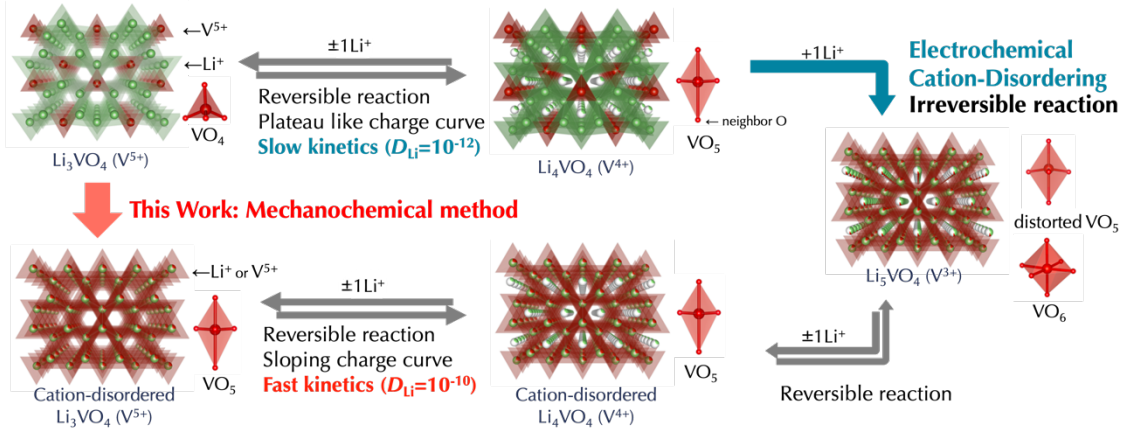 ←V⁵⁺
←Li⁺
VO₄
Li₃VO₄ (V⁵⁺)
±1Li⁺
Reversible reaction
Plateau like charge curve
Slow kinetics (D_Li=10⁻¹²)
←neighbor O
VO₅
Li₄VO₄ (V⁴⁺)
+1Li⁺
Electrochemical
Cation-Disordering
Irreversible reaction
distorted VO₅
Li₅VO₄ (V³⁺)
VO₆
This Work: Mechanochemical method
←Li⁺ or V⁵⁺
VO₅
Cation-disordered
Li₃VO₄ (V⁵⁺)
±1Li⁺
Reversible reaction
Sloping charge curve
Fast kinetics (D_Li=10⁻¹⁰)
VO₅
Cation-disordered
Li₄VO₄ (V⁴⁺)
±1Li⁺
Reversible reaction